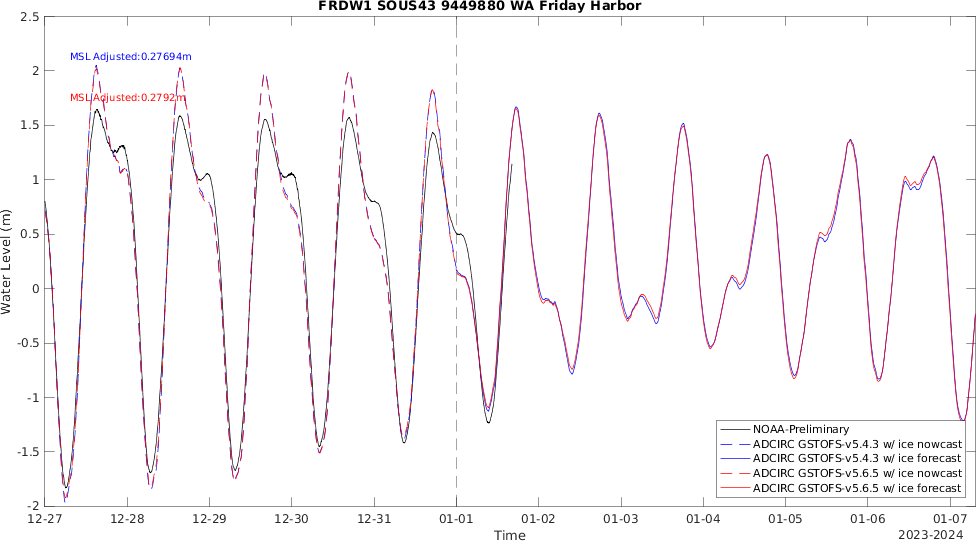 FRDW1 SOUS43 9449880 WA Friday Harbor
2.5
MSL Adjusted:0.27694m
2
MSL Adjusted:0.2792m
1.5
1
0.5
Water Level (m)
0
-0.5
-1
NOAA-Preliminary
ADCIRC GSTOFS-v5.4.3 w/ ice nowcast
ADCIRC GSTOFS-v5.4.3 w/ ice forecast
ADCIRC GSTOFS-v5.6.5 w/ ice nowcast
ADCIRC GSTOFS-v5.6.5 w/ ice forecast
-1.5
-2
12-27 12-28 12-29 12-30 12-31 01-01 01-02 01-03 01-04 01-05 01-06 01-07
Time
2023-2024